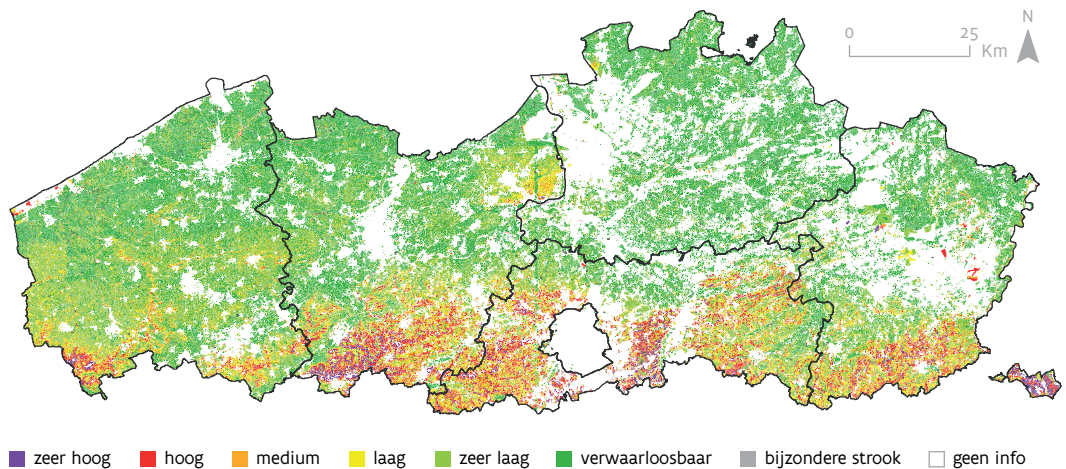 N
0 25
Km
zeer hoog hoog medium laag zeer laag verwaarloosbaar bijzondere strook geen info